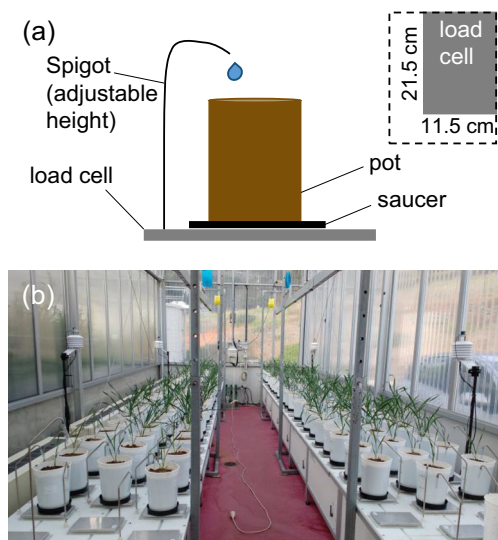 (a)
Spigot
(adjustable
height)
load cell
load
cell
21.5 cm
11.5 cm
pot
saucer
(b)